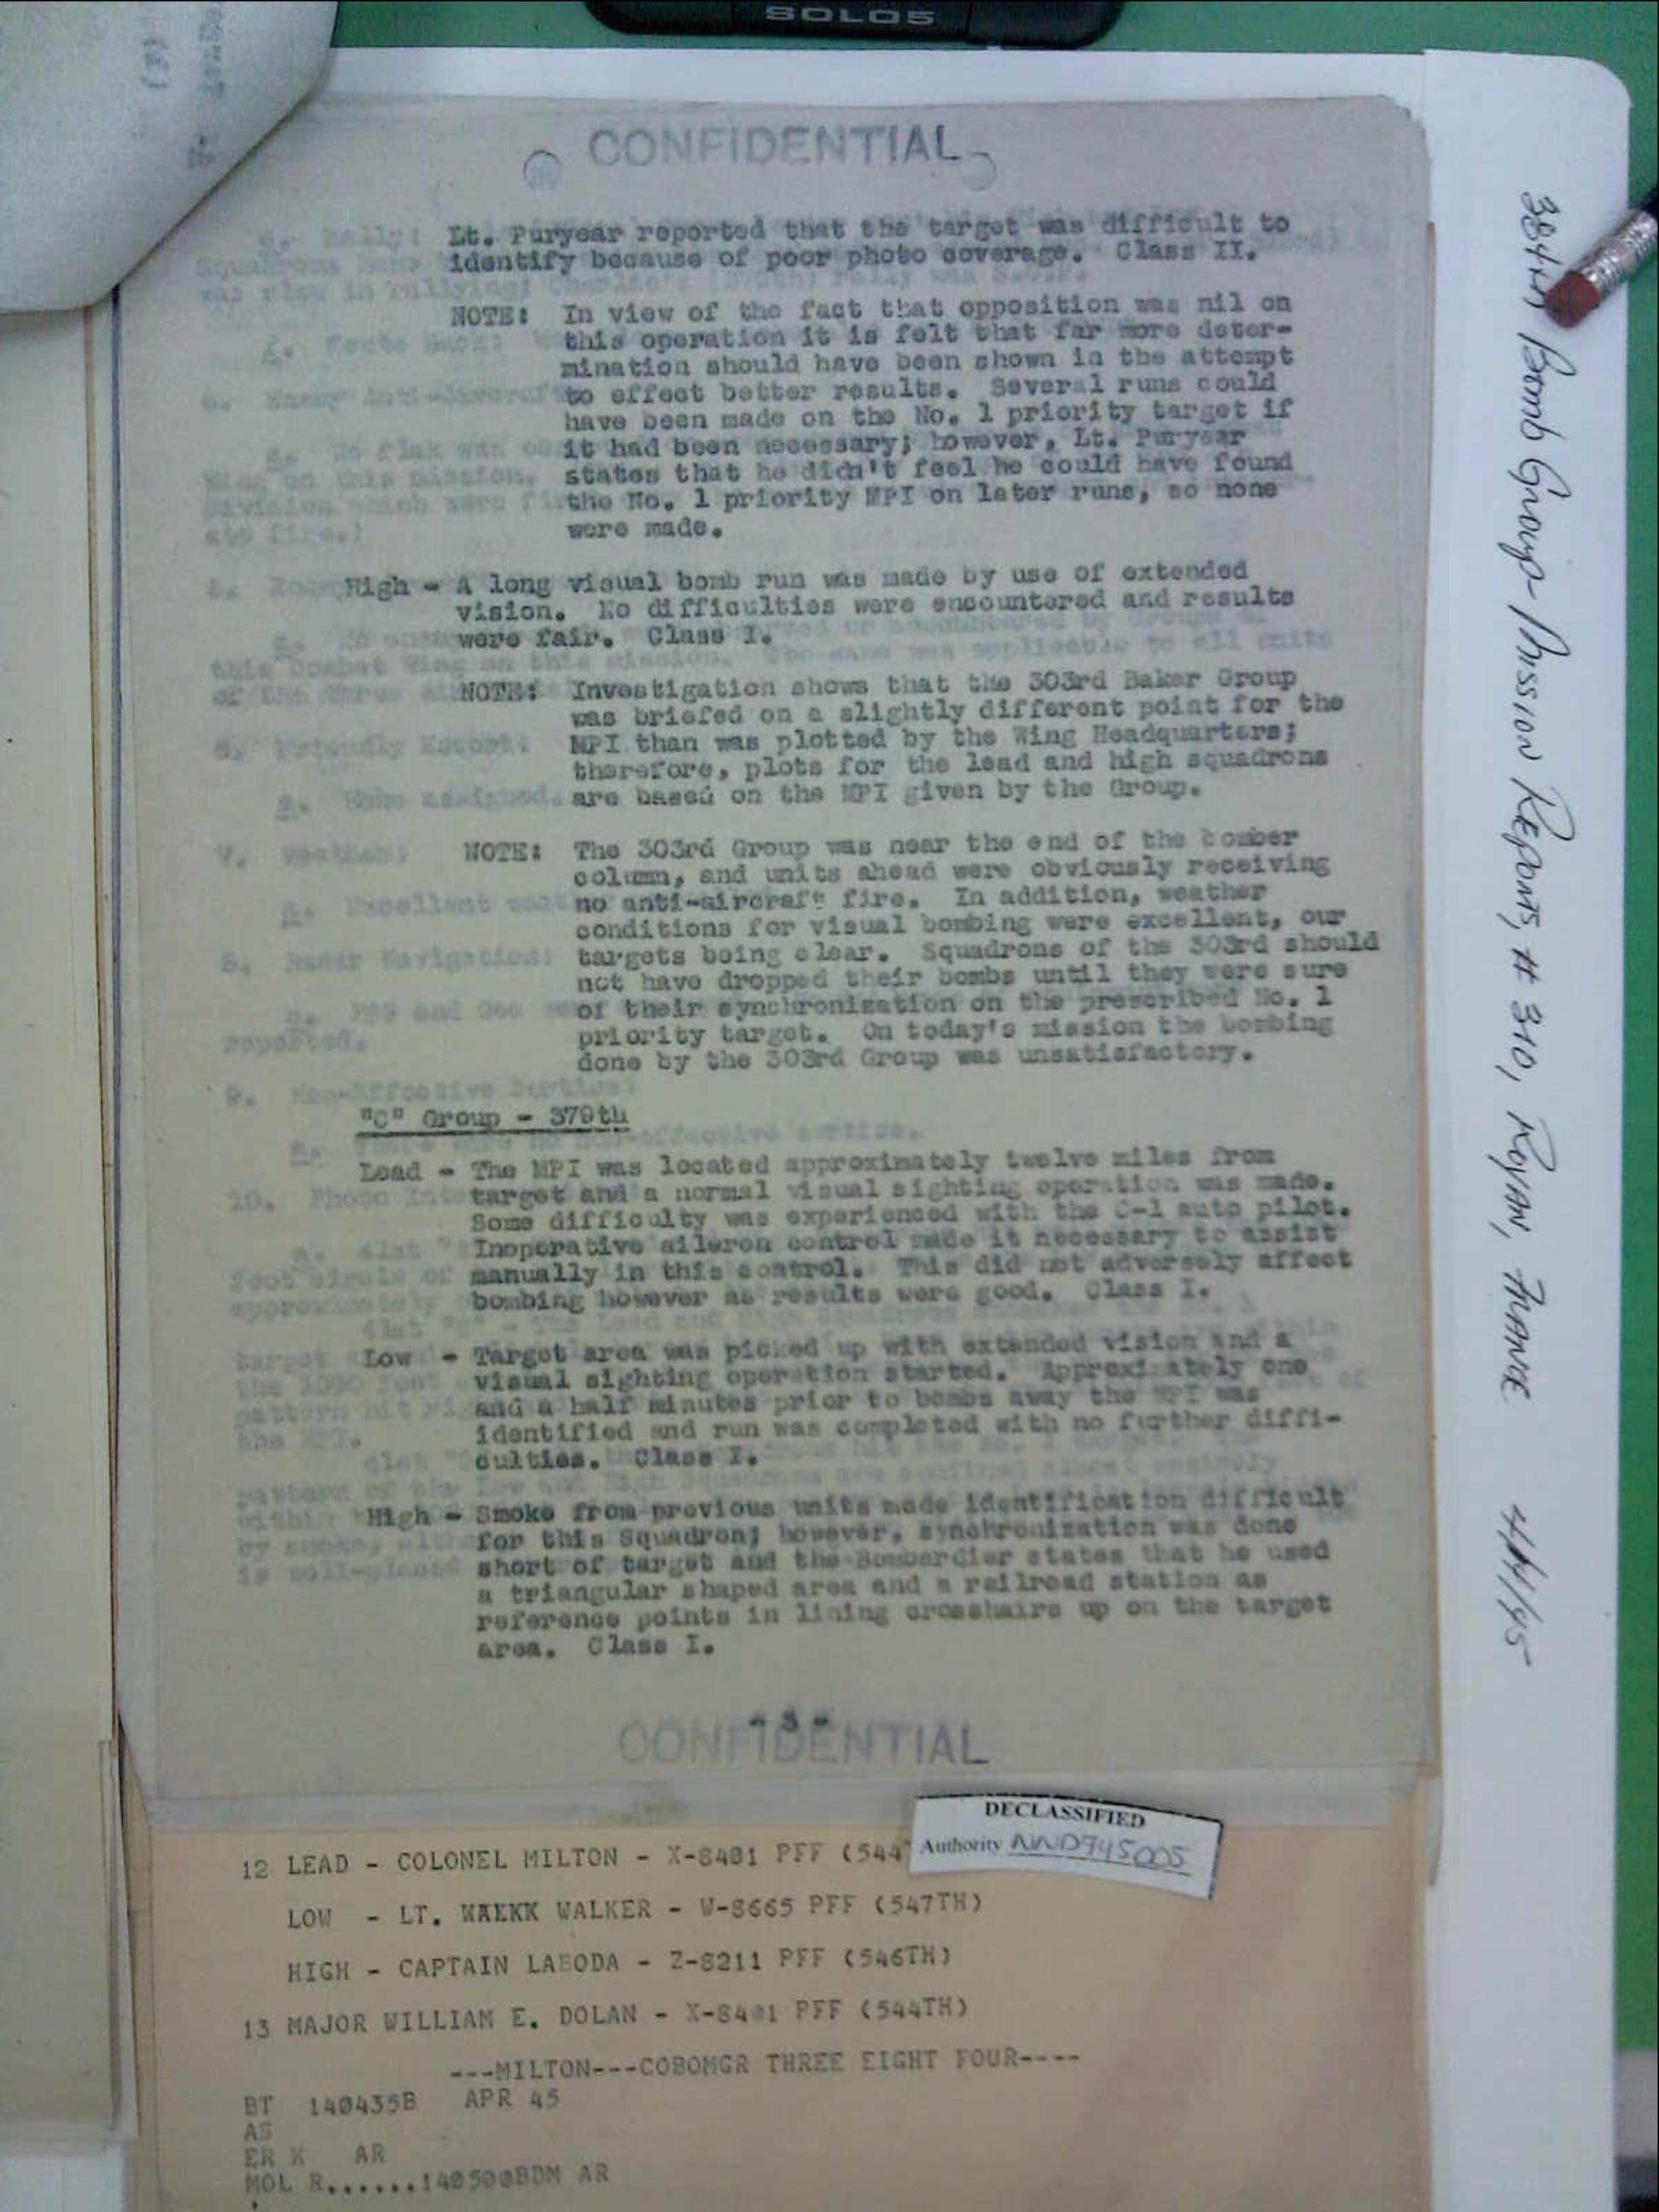 SOLO5
CONFIDENTIAL
Lt. Puryear reported that the target was difficult to
identify because of poor photo coverage. Class II.
NOTE: In view of the fact that opposition was nil on
this operation it is felt that far more deter-
mination should have been shown in the attempt
to effect better results. Several runs could
have been made on the No. 1 priority target if
it had been necessary; however, Lt. Puryear
states that he didn't feel he could have found
the No. 1 priority MPI on later runs, so none
were made.
High - A long visual bomb run was made by use of extended
vision. No difficulties were encountered and results
were fair. Class I.
NOTE: Investigation shows that the 303rd Baker Group
was briefed on a slightly different point for the
MPI than was plotted by the Wing Headquarters;
therefore, plots for the lead and high squadrons
are based on the MPI given by the Group.
NOTE: The 303rd Group was near the end of the bomber
column, and units ahead were obviously receiving
no anti-aircraft fire. In addition, weather
conditions for visual bombing were excellent, our
targets being clear. Squadrons of the 303rd should
not have dropped their bombs until they were sure
of their synchronization on the prescribed No. 1
priority target. On today's mission the bombing
done by the 303rd Group was unsatisfactory.
"C" Group - 379th
Lead - The MPI was located approximately twelve miles from
target and a normal visual sighting operation was made.
Some difficulty was experienced with the C-1 auto pilot.
Inoperative aileron control made it necessary to assist
manually in this control. This did not adversely affect
bombing however as results were good. Class I.
Low - Target area was picked up with extended vision and a
visual sighting operation started. Approximately one
and a half minutes prior to bombs away the MPI was
identified and run was completed with no further diffi-
culties. Class I.
High - Smoke from previous units made identification difficult
for this Squadron; however, synchronization was done
short of target and the Bombardier states that he used
a triangular shaped area and a railroad station as
reference points in lining crosshairs up on the target
area. Class I.
- 3 -
CONFIDENTIAL
DECLASSIFIED
Authority NND745005
12 LEAD - COLONEL MILTON - X-8401 PFF (544
LOW - LT. WALKK WALKER - W-8665 PFF (547TH)
HIGH - CAPTAIN LABODA - Z-8211 PFF (546TH)
13 MAJOR WILLIAM E. DOLAN - X-8401 PFF (544TH)
---MILTON---COBOMGR THREE EIGHT FOUR----
BT 140435B APR 45
AS
ER K AR
MOL R.......140500BDM AR
384th Bomb Group Mission Reports, # 310, Royan, France 4/14/45